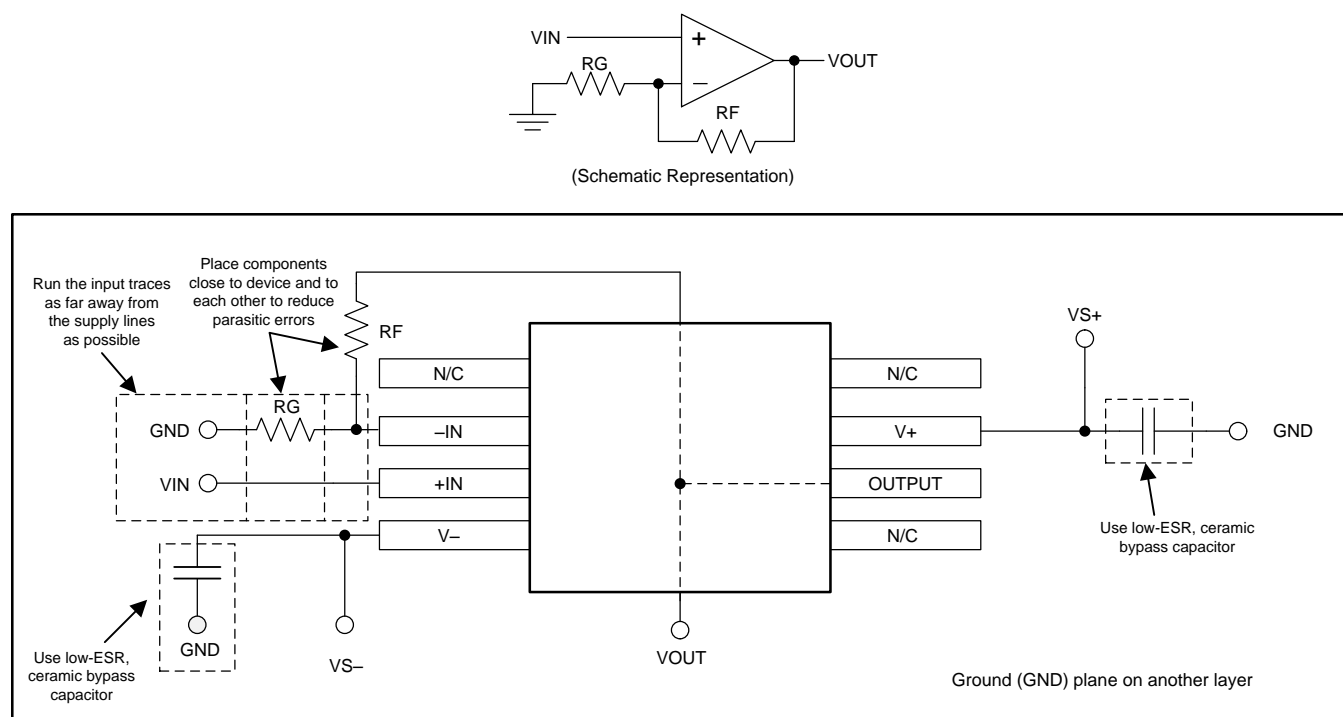 VIN
+
RG
–
VOUT
RF
(Schematic Representation)
Run the input traces
as far away from
the supply lines
as possible
Place components
close to device and to
each other to reduce
parasitic errors
RF
VS+
N/C
N/C
RG
GND
–IN
V+
GND
VIN
+IN
OUTPUT
V–
N/C
Use low-ESR, ceramic
bypass capacitor
GND
Use low-ESR,
ceramic bypass
capacitor
VS–
VOUT
Ground (GND) plane on another layer